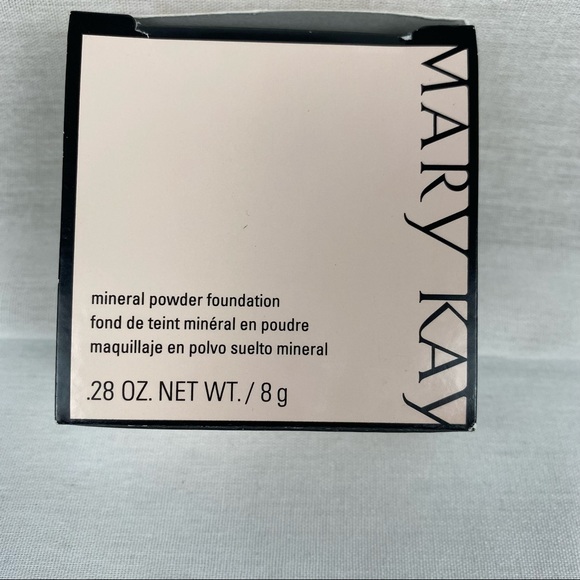 MARY KAY
mineral powder foundation
fond de teint minéral en poudre
maquillaje en polvo suelto mineral
.28 OZ. NET WT. / 8 g